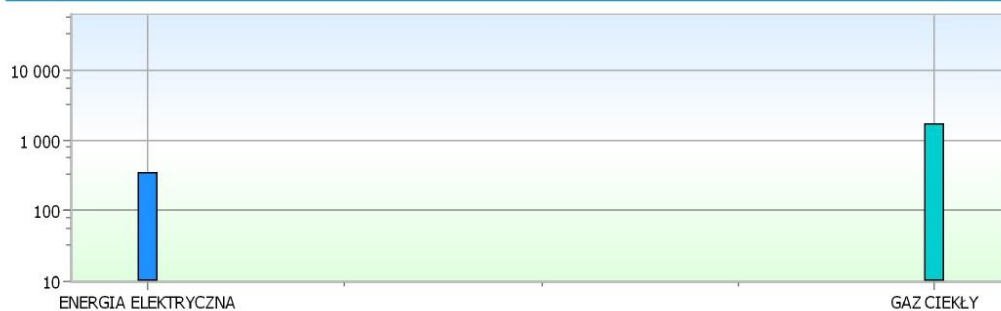 10 000
1 000
100
10
ENERGIA ELEKTRYCZNA GAZ CIEKŁY